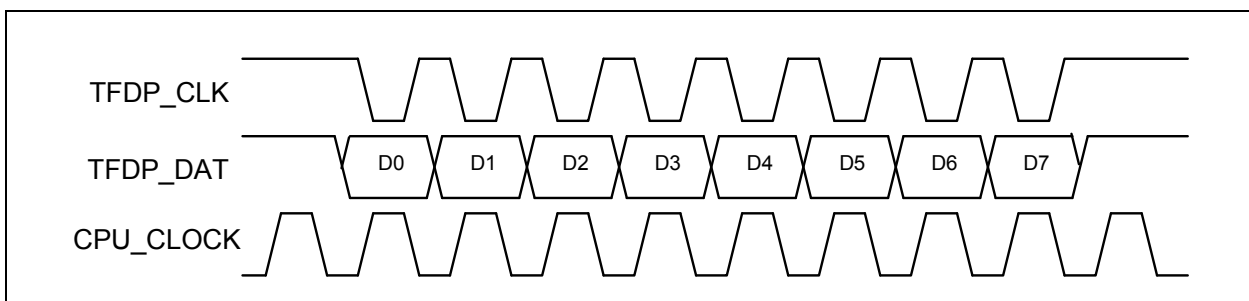 TFDP_CLK
TFDP_DAT D0 D1 D2 D3 D4 D5 D6 D7
CPU_CLOCK